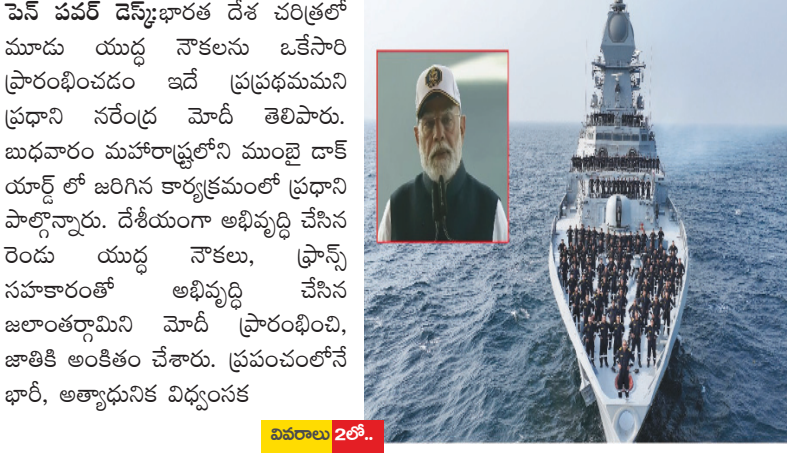 పెన్ పవర్ డెస్క్:భారత దేశ చరిత్రలో
మూడు యుద్ధ నౌకలను ఒకేసారి
ప్రారంభించడం ఇదే ప్రప్రథమమని
ప్రధాని నరేంద్ర మోదీ తెలిపారు.
బుధవారం మహారాష్ట్రలోని ముంబై డాక్
యార్డ్ లో జరిగిన కార్యక్రమంలో ప్రధాని
పాల్గొన్నారు. దేశీయంగా అభివృద్ధి చేసిన
రెండు యుద్ధ నౌకలు, ఫ్రాన్స్
సహకారంతో అభివృద్ధి చేసిన
జలాంతర్గామిని మోదీ ప్రారంభించి,
జాతికి అంకితం చేశారు. ప్రపంచంలోనే
భారీ, అత్యాధునిక విధ్వంసక
వివరాలు 2లో..